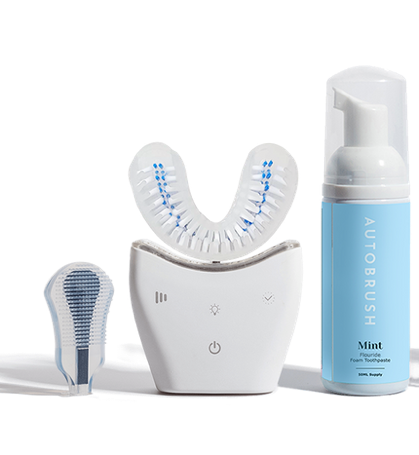 AUTOBRUSH
Mint
Flouride
Foam Toothpaste
50ML Supply